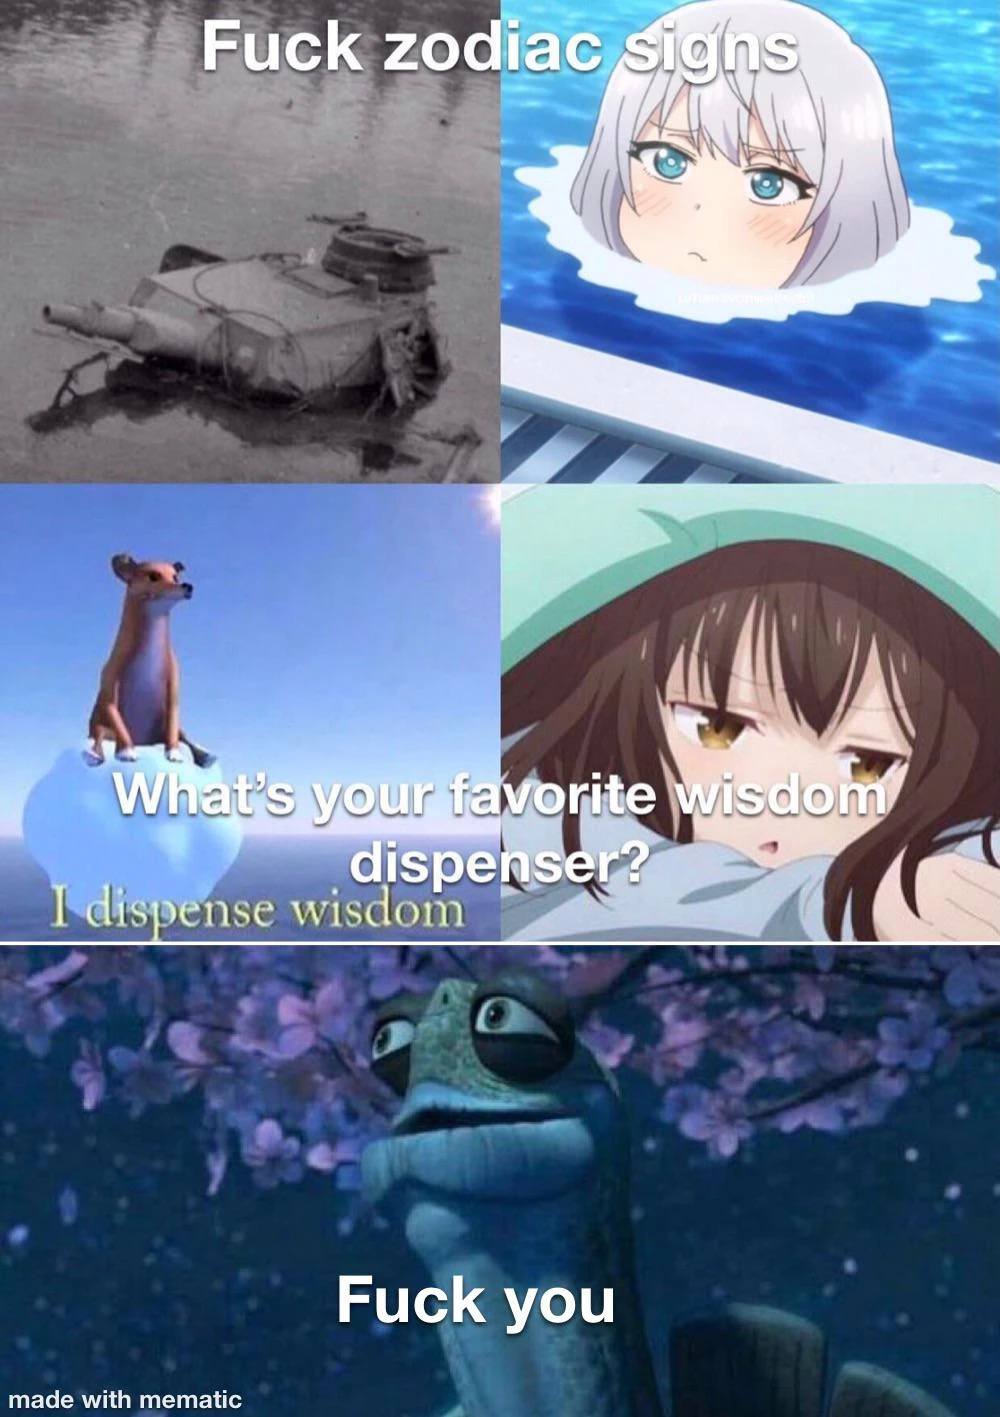 Fuck zodiac signs
What's your favorite wisdom
dispenser?
I dispense wisdom
Fuck you
made with mematic